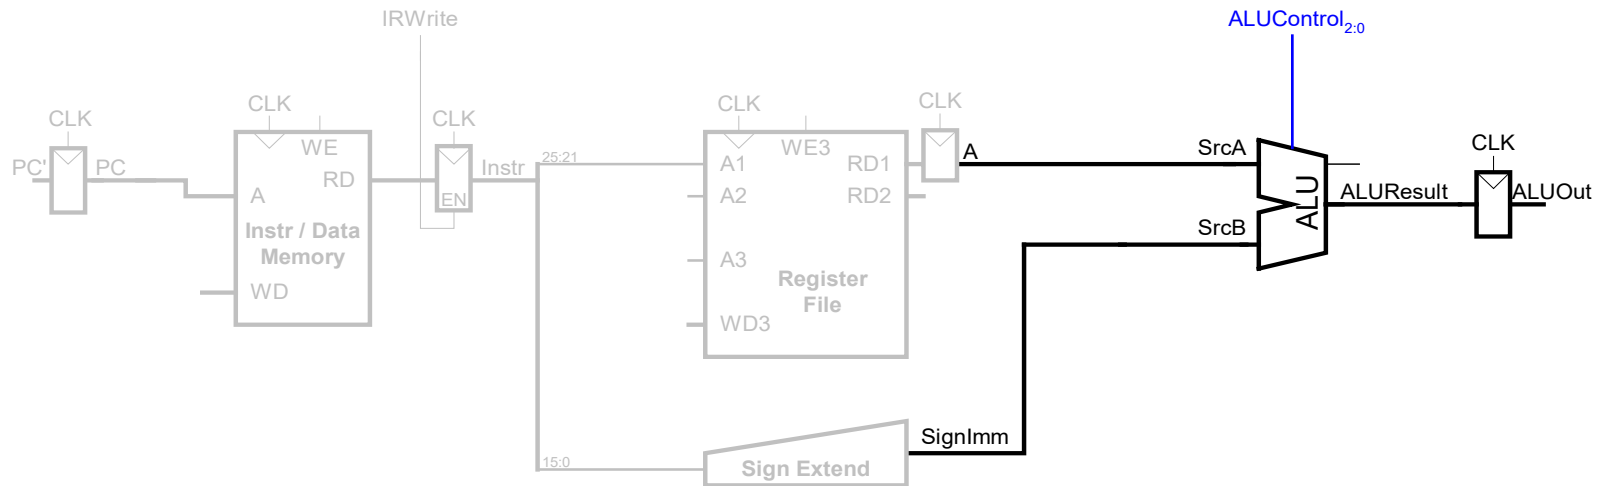 IRWrite
ALUControl2:0
CLK
CLK
CLK
CLK
CLK
CLK
PC'
PC
WE
RD
A
Instr / Data
Memory
WD
EN
Instr
25:21
A1
WE3
RD1
A2
RD2
A3
Register
File
WD3
A
SrcA
SrcB
ALU
ALUResult
ALUOut
SignImm
15:0
Sign Extend